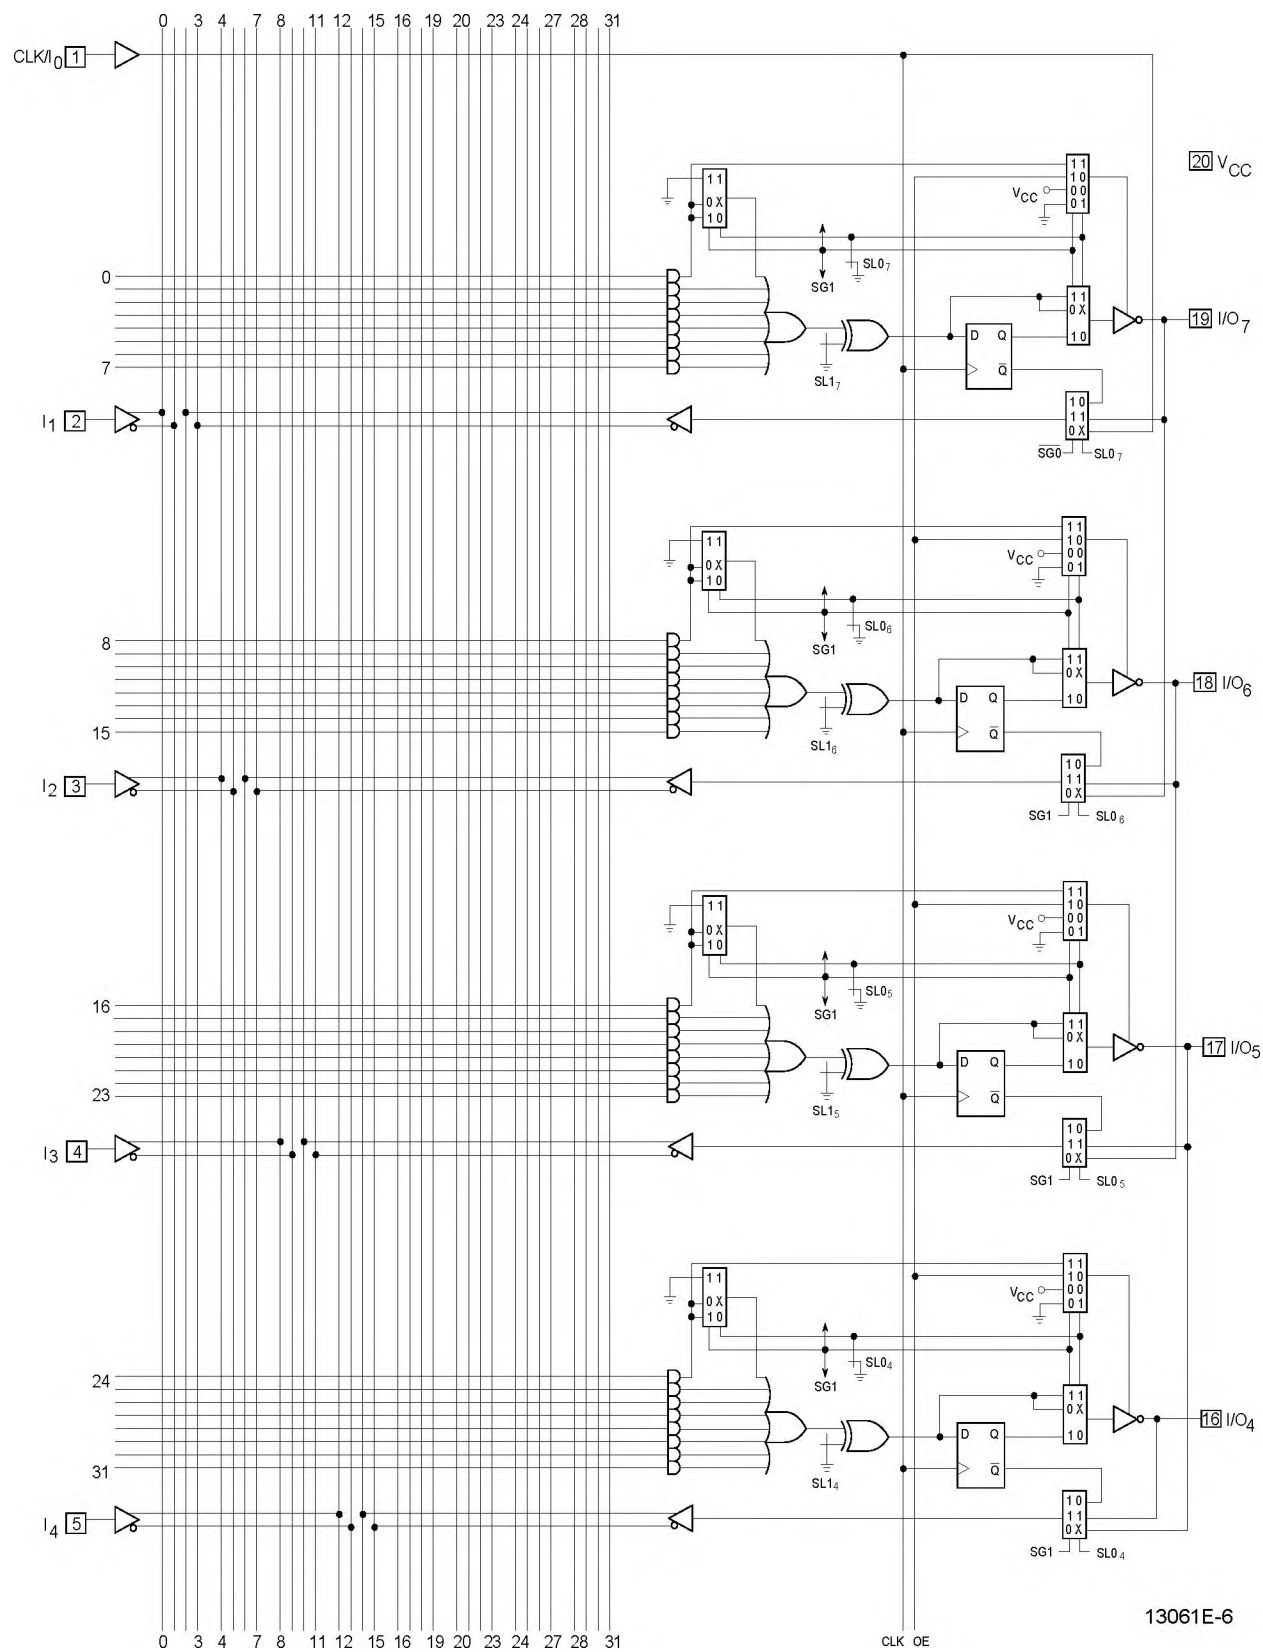 0 3 4 7 8 11 12 15 16 19 20 23 24 27 28 31
CLK/I0 1
20 VCC
11
10
VCC 00
01
11
0X
10
SL07
SG1
0
7
11
0X
10
D Q
Q̅
SL17
19 I/O7
I1 2
10
11
0X
S̅G̅0̅ SL07
11
10
VCC 00
01
11
0X
10
SL06
SG1
8
15
11
0X
10
D Q
Q̅
SL16
18 I/O6
I2 3
10
11
0X
SG1 SL06
11
10
VCC 00
01
11
0X
10
SL05
SG1
16
23
11
0X
10
D Q
Q̅
SL15
17 I/O5
I3 4
10
11
0X
SG1 SL05
11
10
VCC 00
01
11
0X
10
SL04
SG1
24
31
11
0X
10
D Q
Q̅
SL14
16 I/O4
I4 5
10
11
0X
SG1 SL04
13061E-6
0 3 4 7 8 11 12 15 16 19 20 23 24 27 28 31 CLK OE